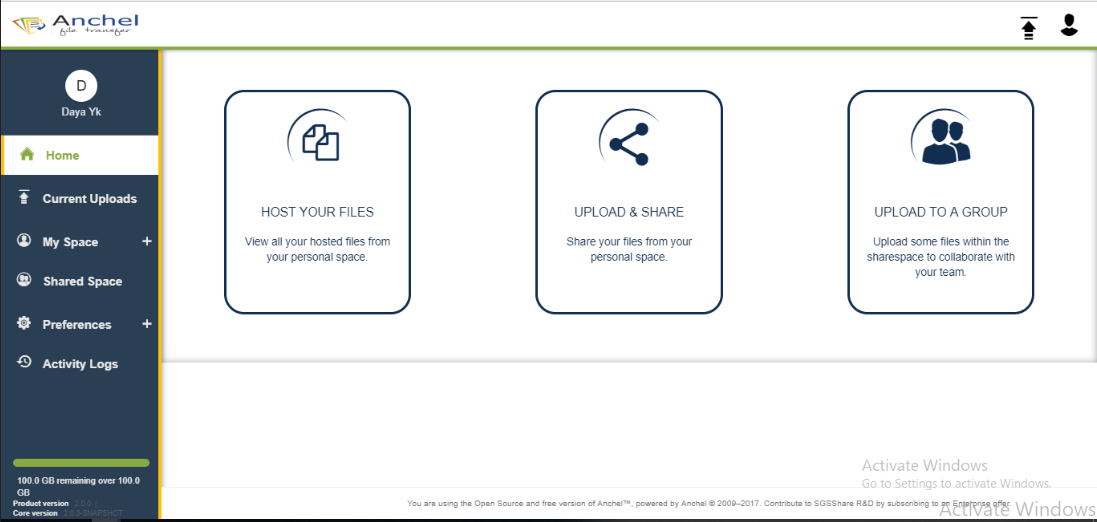 Anchel
file transfer
D
Daya Yk
Home
Current Uploads
My Space +
Shared Space
Preferences +
Activity Logs
100.0 GB remaining over 100.0
GB
Product version 2.0.0 |
Core version 2.0.3-SNAPSHOT
HOST YOUR FILES
View all your hosted files from
your personal space.
UPLOAD & SHARE
Share your files from your
personal space.
UPLOAD TO A GROUP
Upload some files within the
sharespace to collaborate with
your team.
Activate Windows
Go to Settings to activate Windows.
You are using the Open Source and free version of Anchel™, powered by Anchel © 2009–2017. Contribute to SGSShare R&D by subscribing to an Enterprise offer.
Activate Windows